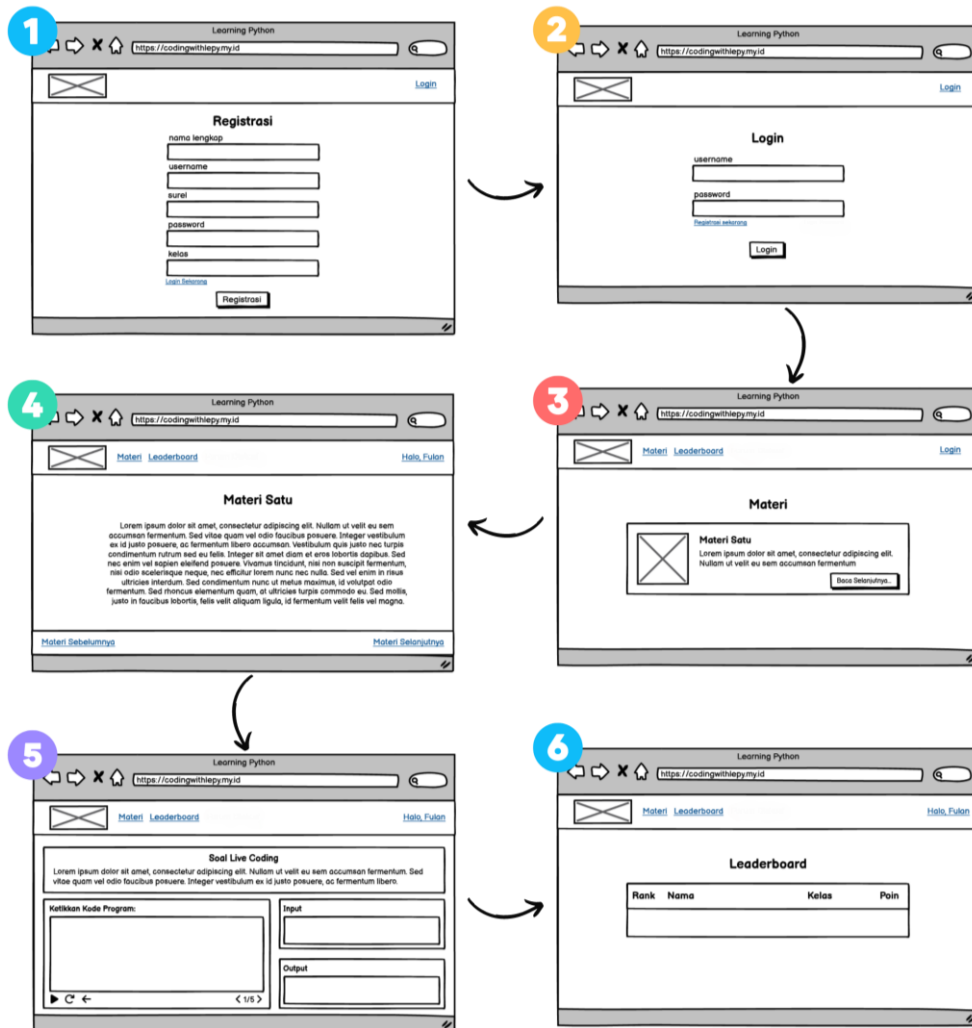 1
Learning Python
https://codingwithlepy.my.id
Login
Registrasi
nama lengkap
username
surel
password
kelas
Login Sekarang
Registrasi
2
Learning Python
https://codingwithlepy.my.id
Login
Login
username
password
Registrasi sekarang
Login
3
Learning Python
https://codingwithlepy.my.id
Materi Leaderboard Login
Materi
Materi Satu
Lorem ipsum dolor sit amet, consectetur adipiscing elit.
Nullam ut velit eu sem accumsan fermentum
Baca Selanjutnya...
4
Learning Python
https://codingwithlepy.my.id
Materi Leaderboard Halo, Fulan
Materi Satu
Lorem ipsum dolor sit amet, consectetur adipiscing elit. Nullam ut velit eu sem
accumsan fermentum. Sed vitae quam vel odio faucibus posuere. Integer vestibulum
ex id justo posuere, ac fermentum libero accumsan. Vestibulum quis justo nec turpis
condimentum rutrum sed eu felis. Integer sit amet diam et eros lobortis dapibus. Sed
nec enim vel sapien eleifend posuere. Vivamus tincidunt, nisi non suscipit fermentum,
nisi odio scelerisque neque, nec efficitur lorem nunc nec nulla. Sed vel enim in risus
ultricies interdum. Sed condimentum nunc ut metus maximus, id volutpat odio
fermentum. Sed rhoncus elementum quam, at ultricies turpis commodo eu. Sed mollis,
justo in faucibus lobortis, felis velit aliquam ligula, id fermentum velit felis vel magna.
Materi Sebelumnya Materi Selanjutnya
5
Learning Python
https://codingwithlepy.my.id
Materi Leaderboard Halo, Fulan
Soal Live Coding
Lorem ipsum dolor sit amet, consectetur adipiscing elit. Nullam ut velit eu sem accumsan fermentum. Sed
vitae quam vel odio faucibus posuere. Integer vestibulum ex id justo posuere, ac fermentum libero.
Ketikkan Kode Program:
1/5
Input
Output
6
Learning Python
https://codingwithlepy.my.id
Materi Leaderboard Halo, Fulan
Leaderboard
Rank Nama Kelas Poin